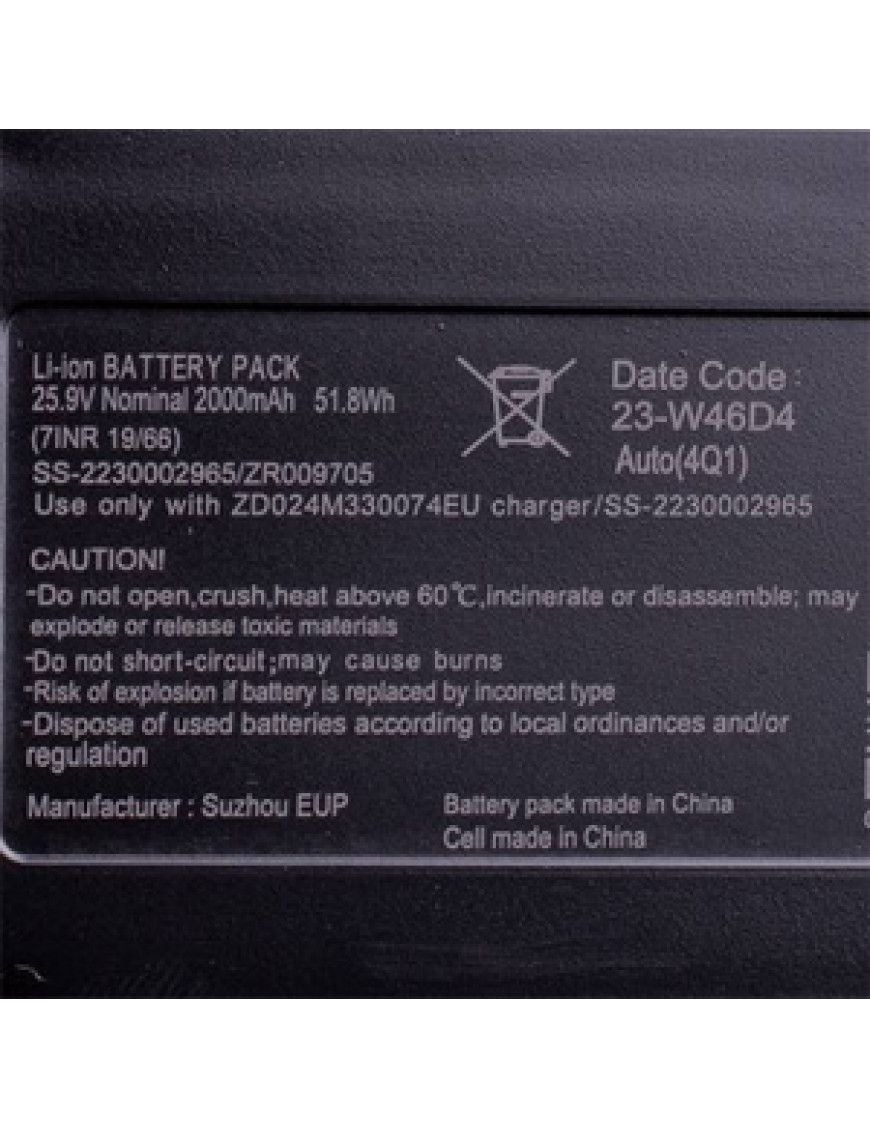 Li-ion BATTERY PACK
25.9V Nominal 2000mAh 51.8Wh
(7INR 19/66)
SS-2230002965/ZR009705
Use only with ZD024M330074EU charger/SS-2230002965
Date Code :
23-W46D4
Auto(4Q1)
CAUTION!
-Do not open,crush,heat above 60℃,incinerate or disassemble; may
explode or release toxic materials
-Do not short-circuit;may cause burns
-Risk of explosion if battery is replaced by incorrect type
-Dispose of used batteries according to local ordinances and/or
regulation
Manufacturer : Suzhou EUP
Battery pack made in China
Cell made in China